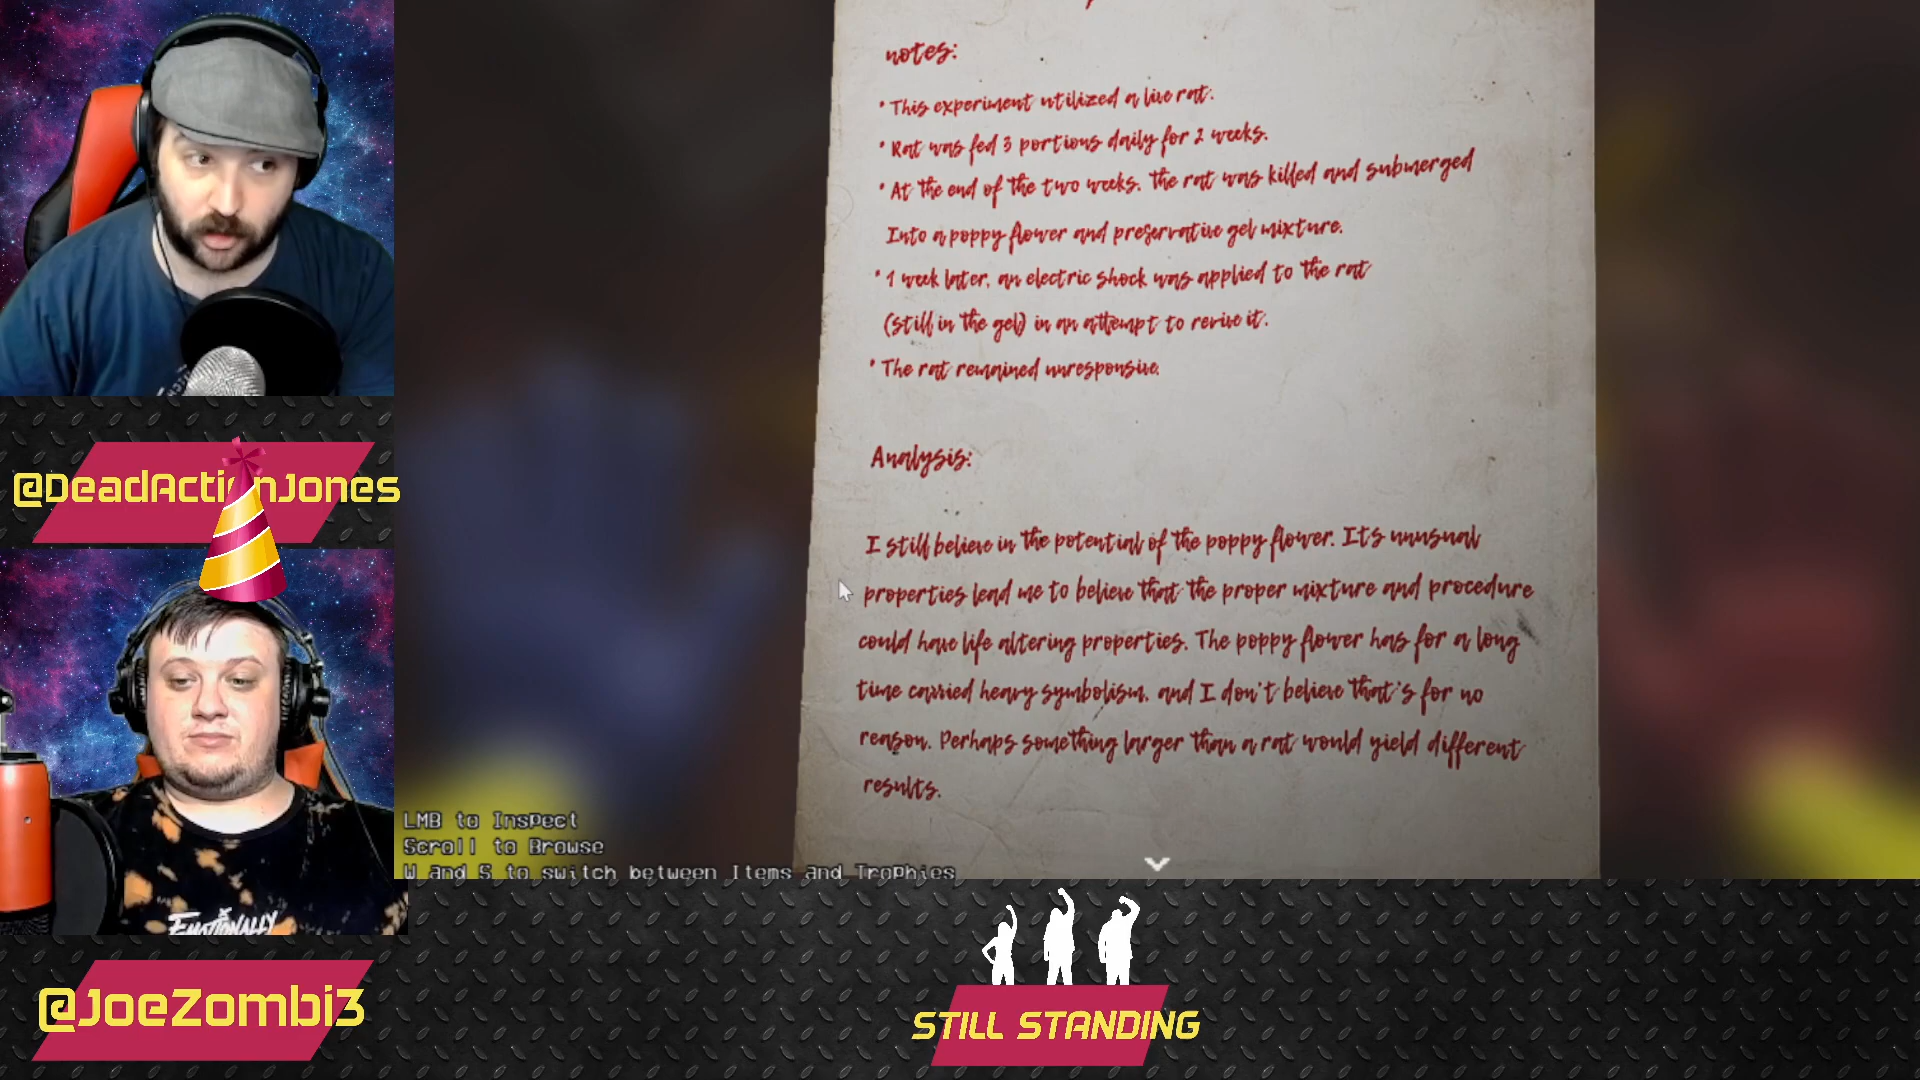 notes:
• This experiment utilized a live rat.
• Rat was fed 3 portions daily for 2 weeks.
• At the end of the two weeks, the rat was killed and submerged
Into a poppy flower and preservative gel mixture.
• 1 week later, an electric shock was applied to the rat
(still in the gel) in an attempt to revive it.
• The rat remained unresponsive.
Analysis:
I still believe in the potential of the poppy flower. Its unusual
properties lead me to believe that the proper mixture and procedure
could have life altering properties. The poppy flower has for a long
time carried heavy symbolism, and I don't believe that's for no
reason. Perhaps something larger than a rat would yield different
results.
LMB to Inspect
Scroll to Browse
W and S to switch between Items and Trophies
@DeadActionJones
EMOTIONALLY
@JoeZombi3
STILL STANDING